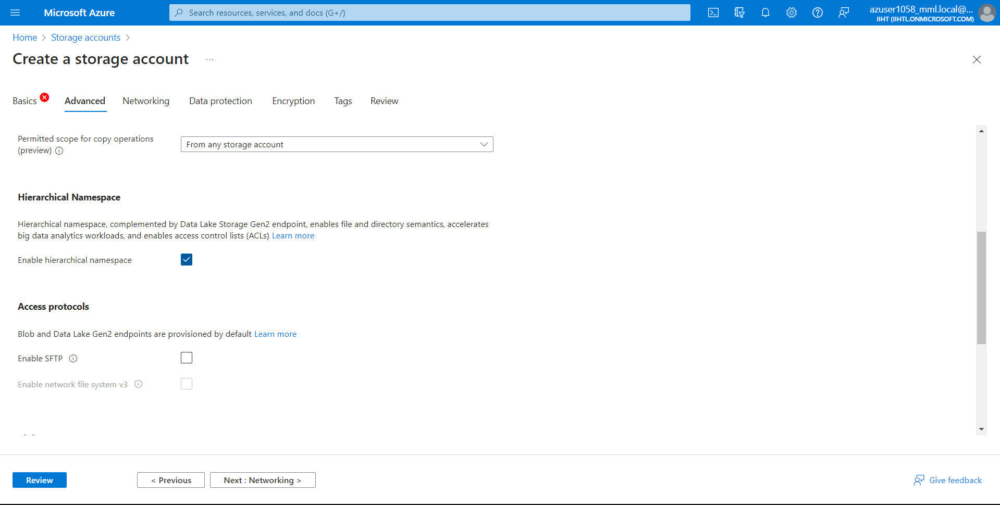 Microsoft Azure
Search resources, services, and docs (G+/)
azuser1058_mml.local@...
IIHT (IIHTL.ONMICROSOFT.COM)
Home > Storage accounts >
Create a storage account ...
Basics
Advanced
Networking
Data protection
Encryption
Tags
Review
Permitted scope for copy operations
(preview)
From any storage account
Hierarchical Namespace
Hierarchical namespace, complemented by Data Lake Storage Gen2 endpoint, enables file and directory semantics, accelerates
big data analytics workloads, and enables access control lists (ACLs) Learn more
Enable hierarchical namespace
Access protocols
Blob and Data Lake Gen2 endpoints are provisioned by default Learn more
Enable SFTP
Enable network file system v3
Review
< Previous
Next : Networking >
Give feedback